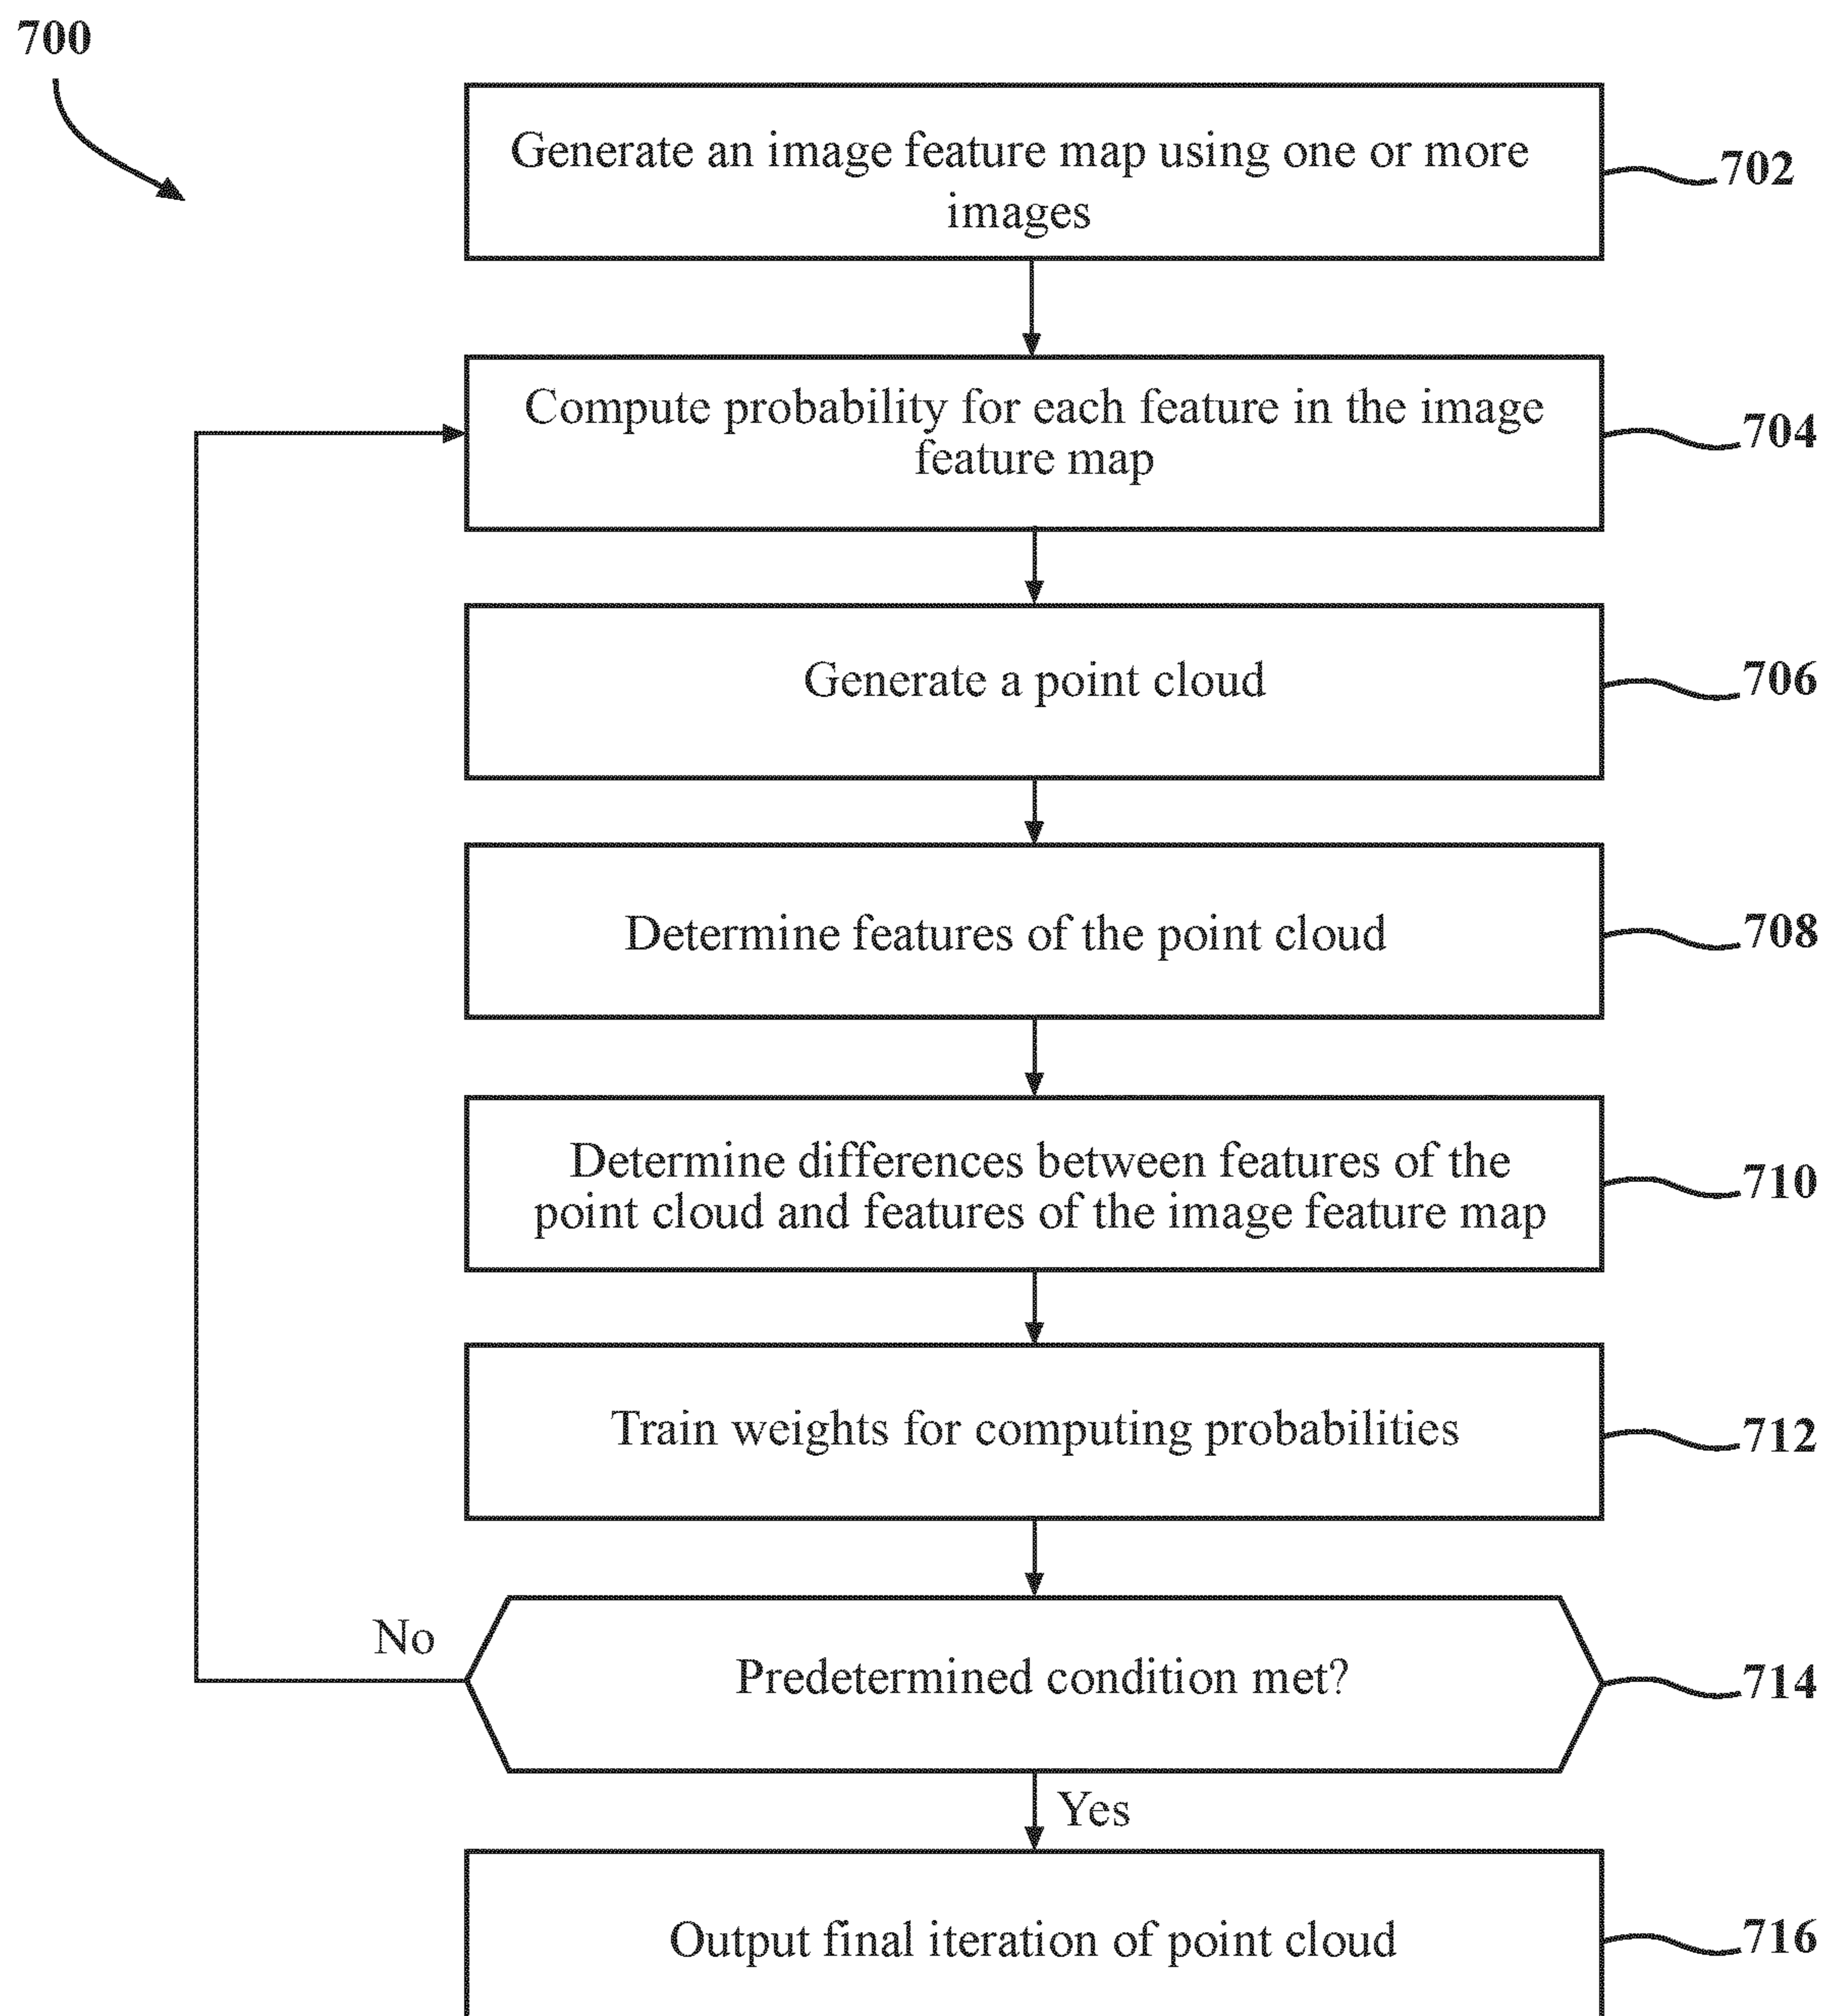 700
Generate an image feature map using one or more
images
702
Compute probability for each feature in the image
feature map
704
Generate a point cloud
706
Determine features of the point cloud
708
Determine differences between features of the
point cloud and features of the image feature map
710
Train weights for computing probabilities
712
No
Predetermined condition met?
714
Yes
Output final iteration of point cloud
716